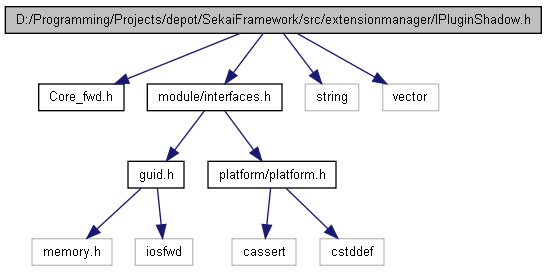 D:/Programming/Projects/depot/SekaiFramework/src/extensionmanager/IPluginShadow.h
Core_fwd.h
module/interfaces.h
string
vector
guid.h
platform/platform.h
memory.h
iosfwd
cassert
cstddef